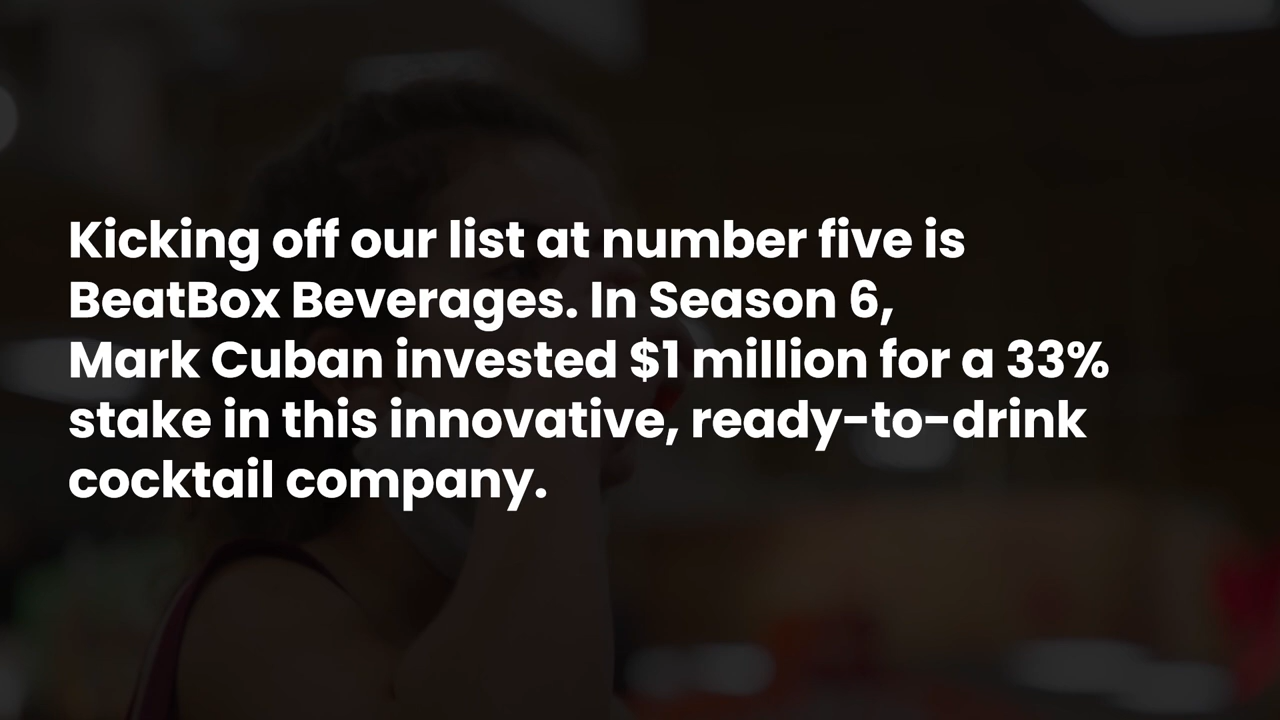 Kicking off our list at number five is
BeatBox Beverages. In Season 6,
Mark Cuban invested $1 million for a 33%
stake in this innovative, ready-to-drink
cocktail company.